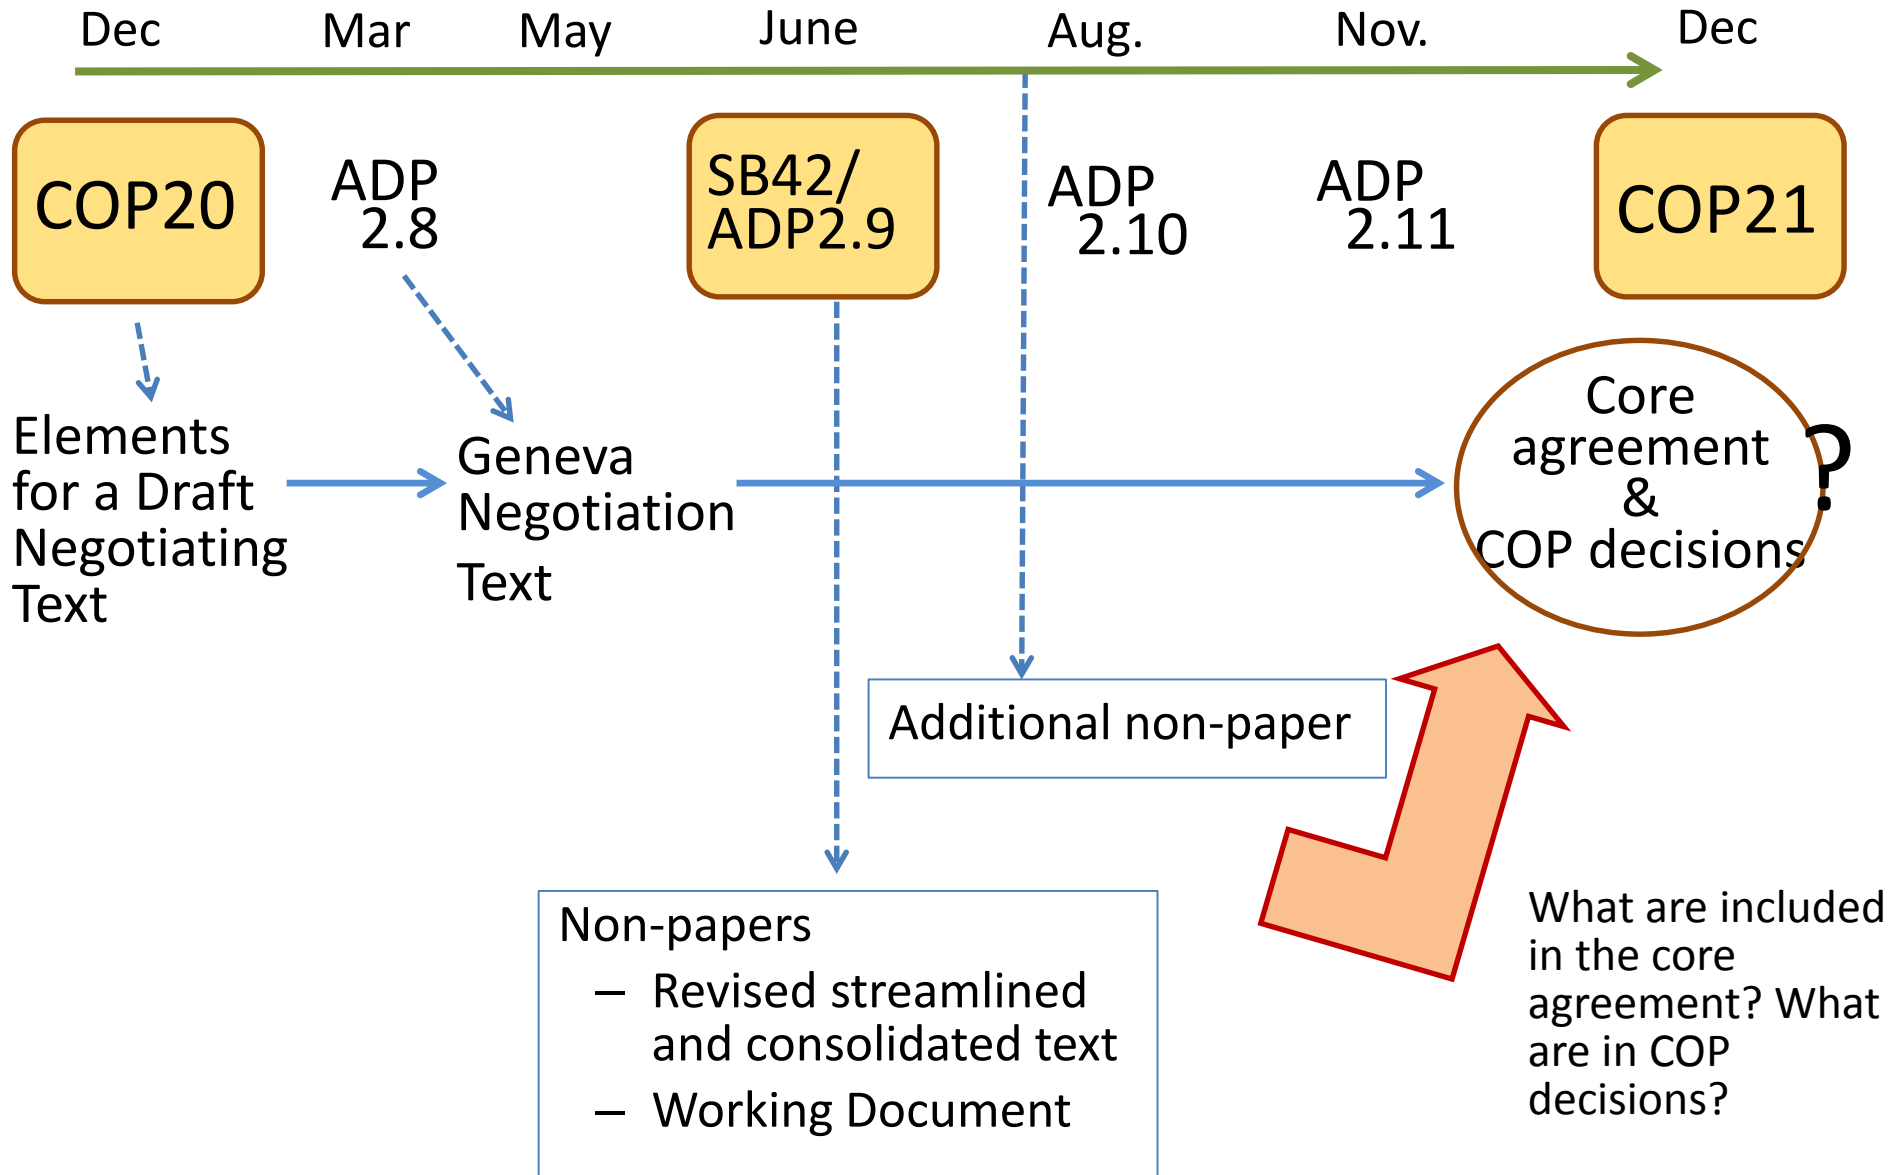 Dec Mar May June Aug. Nov. Dec
COP20
ADP
2.8
SB42/
ADP2.9
ADP
2.10
ADP
2.11
COP21
Elements
for a Draft
Negotiating
Text
Geneva
Negotiation
Text
Core
agreement
&
COP decisions
?
Additional non-paper
Non-papers
– Revised streamlined
and consolidated text
– Working Document
What are included
in the core
agreement? What
are in COP
decisions?